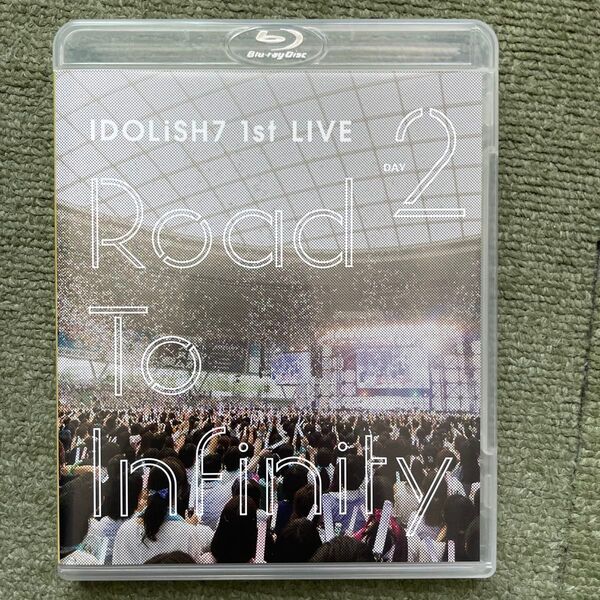 Blu-ray Disc
IDOLiSH7 1st LIVE
DAY 2
Road
To
Infinity